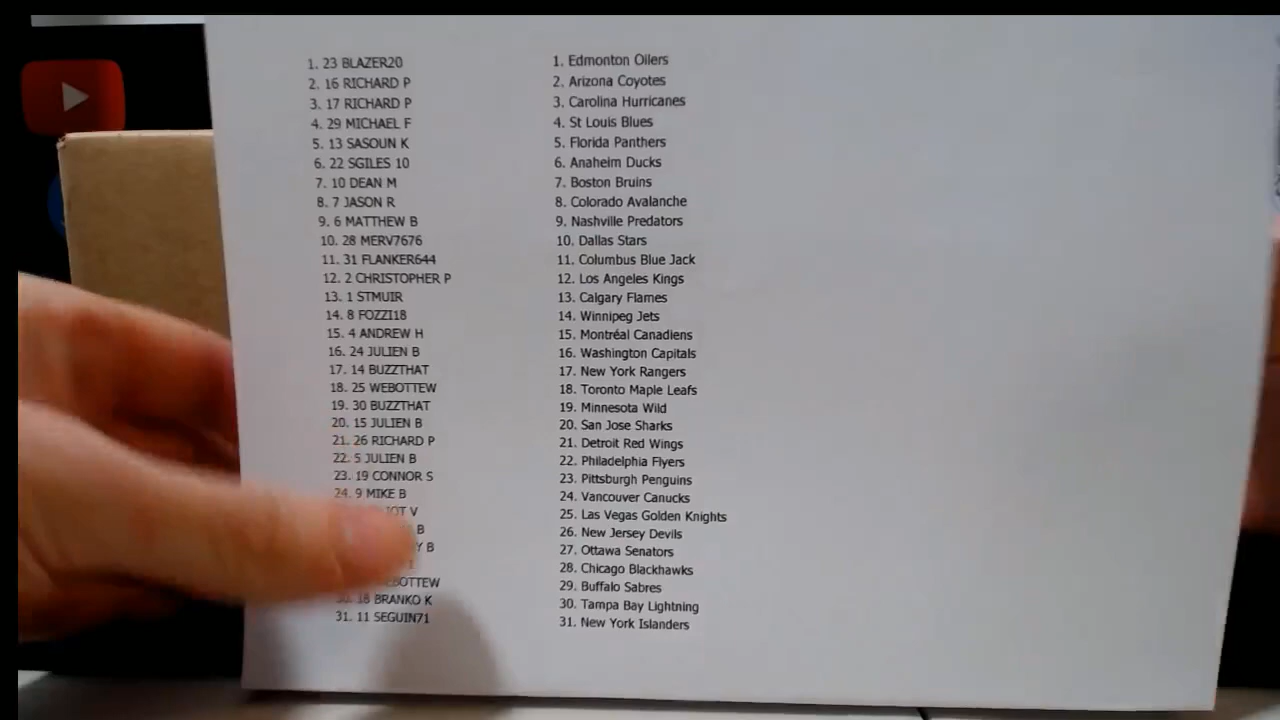 1. 23 BLAZER20 1. Edmonton Oilers
2. 16 RICHARD P 2. Arizona Coyotes
3. 17 RICHARD P 3. Carolina Hurricanes
4. 29 MICHAEL F 4. St Louis Blues
5. 13 SASOUN K 5. Florida Panthers
6. 22 SGILES 10 6. Anaheim Ducks
7. 10 DEAN M 7. Boston Bruins
8. 7 JASON R 8. Colorado Avalanche
9. 6 MATTHEW B 9. Nashville Predators
10. 28 MERV7676 10. Dallas Stars
11. 31 FLANKER644 11. Columbus Blue Jack
12. 2 CHRISTOPHER P 12. Los Angeles Kings
13. 1 STMUIR 13. Calgary Flames
14. 8 FOZZI18 14. Winnipeg Jets
15. 4 ANDREW H 15. Montréal Canadiens
16. 24 JULIEN B 16. Washington Capitals
17. 14 BUZZTHAT 17. New York Rangers
18. 25 WEBOTTEW 18. Toronto Maple Leafs
19. 30 BUZZTHAT 19. Minnesota Wild
20. 15 JULIEN B 20. San Jose Sharks
21. 26 RICHARD P 21. Detroit Red Wings
22. 5 JULIEN B 22. Philadelphia Flyers
23. 19 CONNOR S 23. Pittsburgh Penguins
24. 9 MIKE B 24. Vancouver Canucks
V 25. Las Vegas Golden Knights
B 26. New Jersey Devils
B 27. Ottawa Senators
28. Chicago Blackhawks
29. Buffalo Sabres
18 BRANKO K 30. Tampa Bay Lightning
31. 11 SEGUIN71 31. New York Islanders